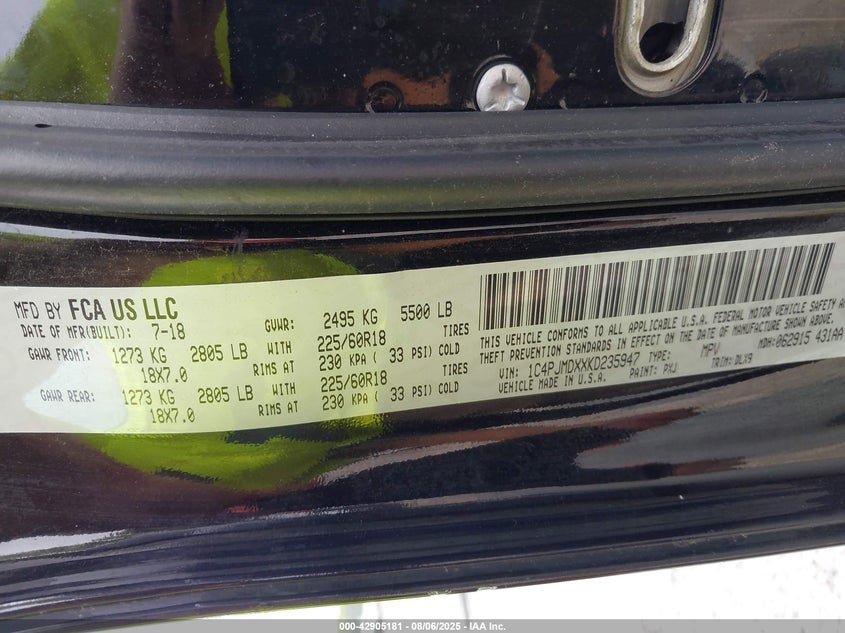 MFD BY FCA US LLC
DATE OF MFR(BUILT): 7-18 GVWR: 2495 KG 5500 LB
GAWR FRONT: 1273 KG 2805 LB WITH 225/60R18 TIRES
18X7.0 RIMS AT 230 KPA ( 33 PSI) COLD
GAWR REAR: 1273 KG 2805 LB WITH 225/60R18 TIRES
18X7.0 RIMS AT 230 KPA ( 33 PSI) COLD
THIS VEHICLE CONFORMS TO ALL APPLICABLE U.S.A. FEDERAL MOTOR VEHICLE SAFETY
THEFT PREVENTION STANDARDS IN EFFECT ON THE DATE OF MANUFACTURE SHOWN ABOVE.
VIN: 1C4PJMDXXKD235947 TYPE: MPV MDH: 062915 431AA
VEHICLE MADE IN U.S.A. PAINT: PXJ TRIM: DLX9
000-42905181 - 08/06/2025 - IAA Inc.